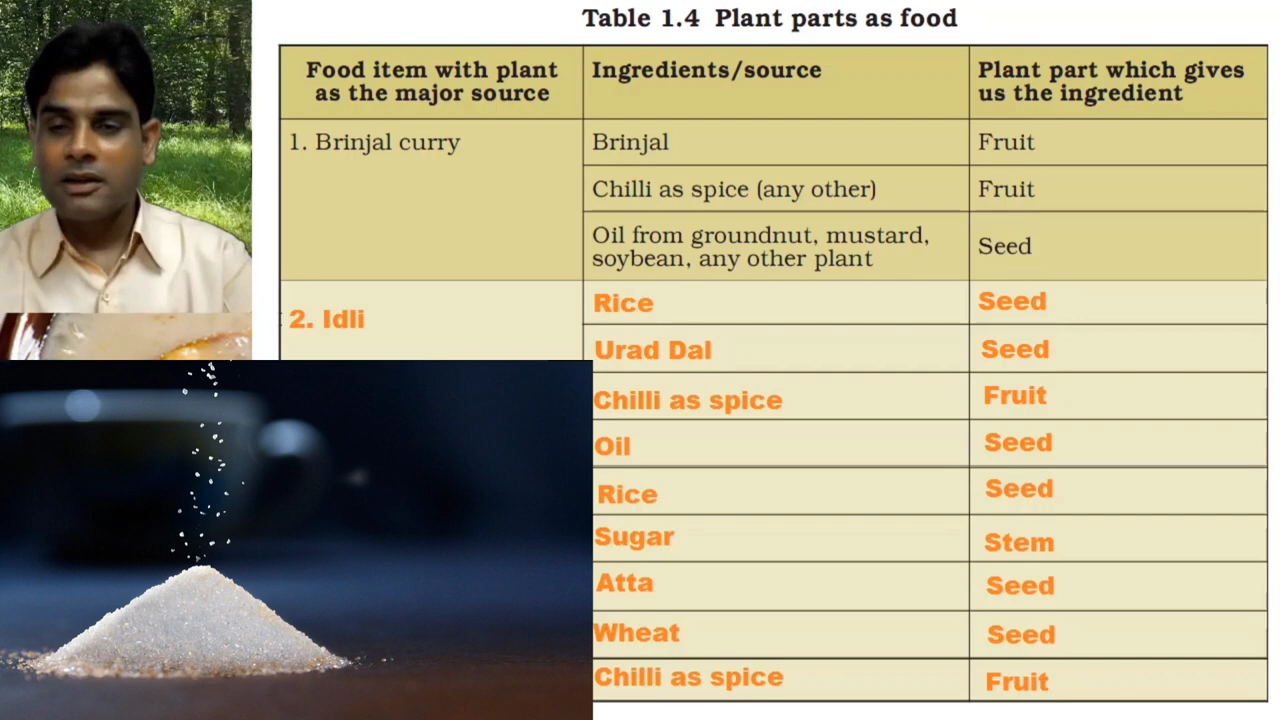 Table 1.4 Plant parts as food
Food item with plant
as the major source
Ingredients/source
Plant part which gives
us the ingredient
1. Brinjal curry
Brinjal
Fruit
Chilli as spice (any other)
Fruit
Oil from groundnut, mustard,
soybean, any other plant
Seed
2. Idli
Rice
Seed
Urad Dal
Seed
Chilli as spice
Fruit
Oil
Seed
Rice
Seed
Sugar
Stem
Atta
Seed
Wheat
Seed
Chilli as spice
Fruit